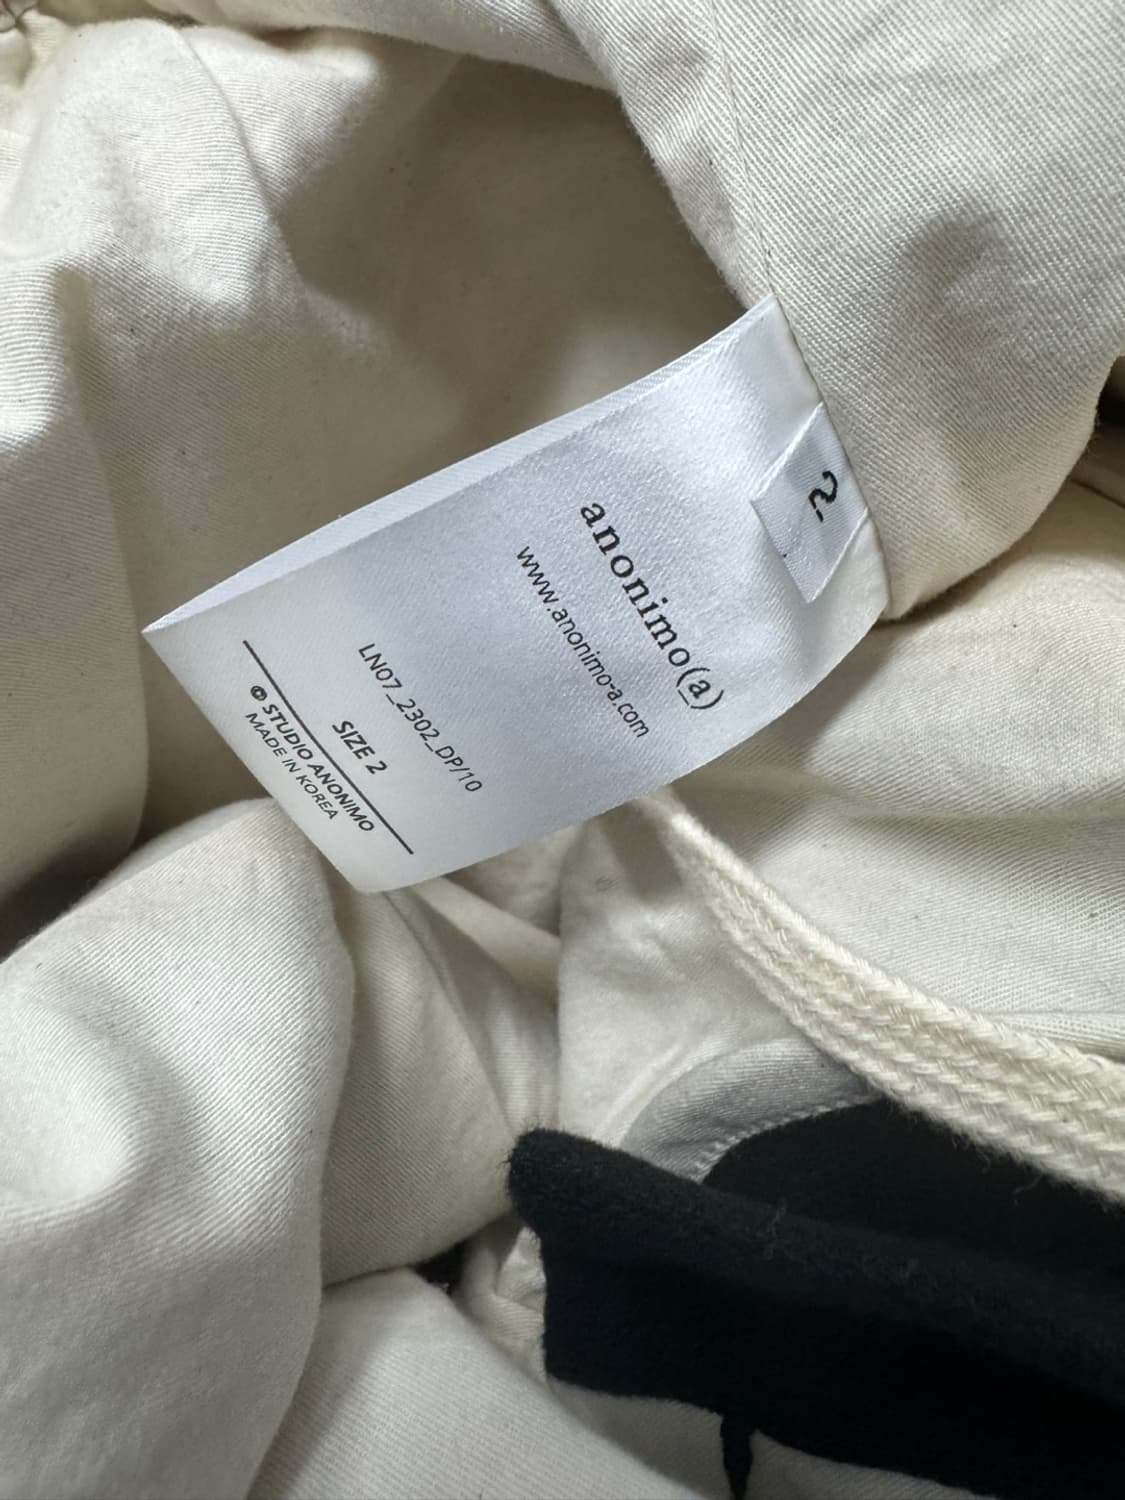 2
anonimo(a)
www.anonimo-a.com
LN07_2302_DP/10
SIZE 2
© STUDIO ANONIMO
MADE IN KOREA